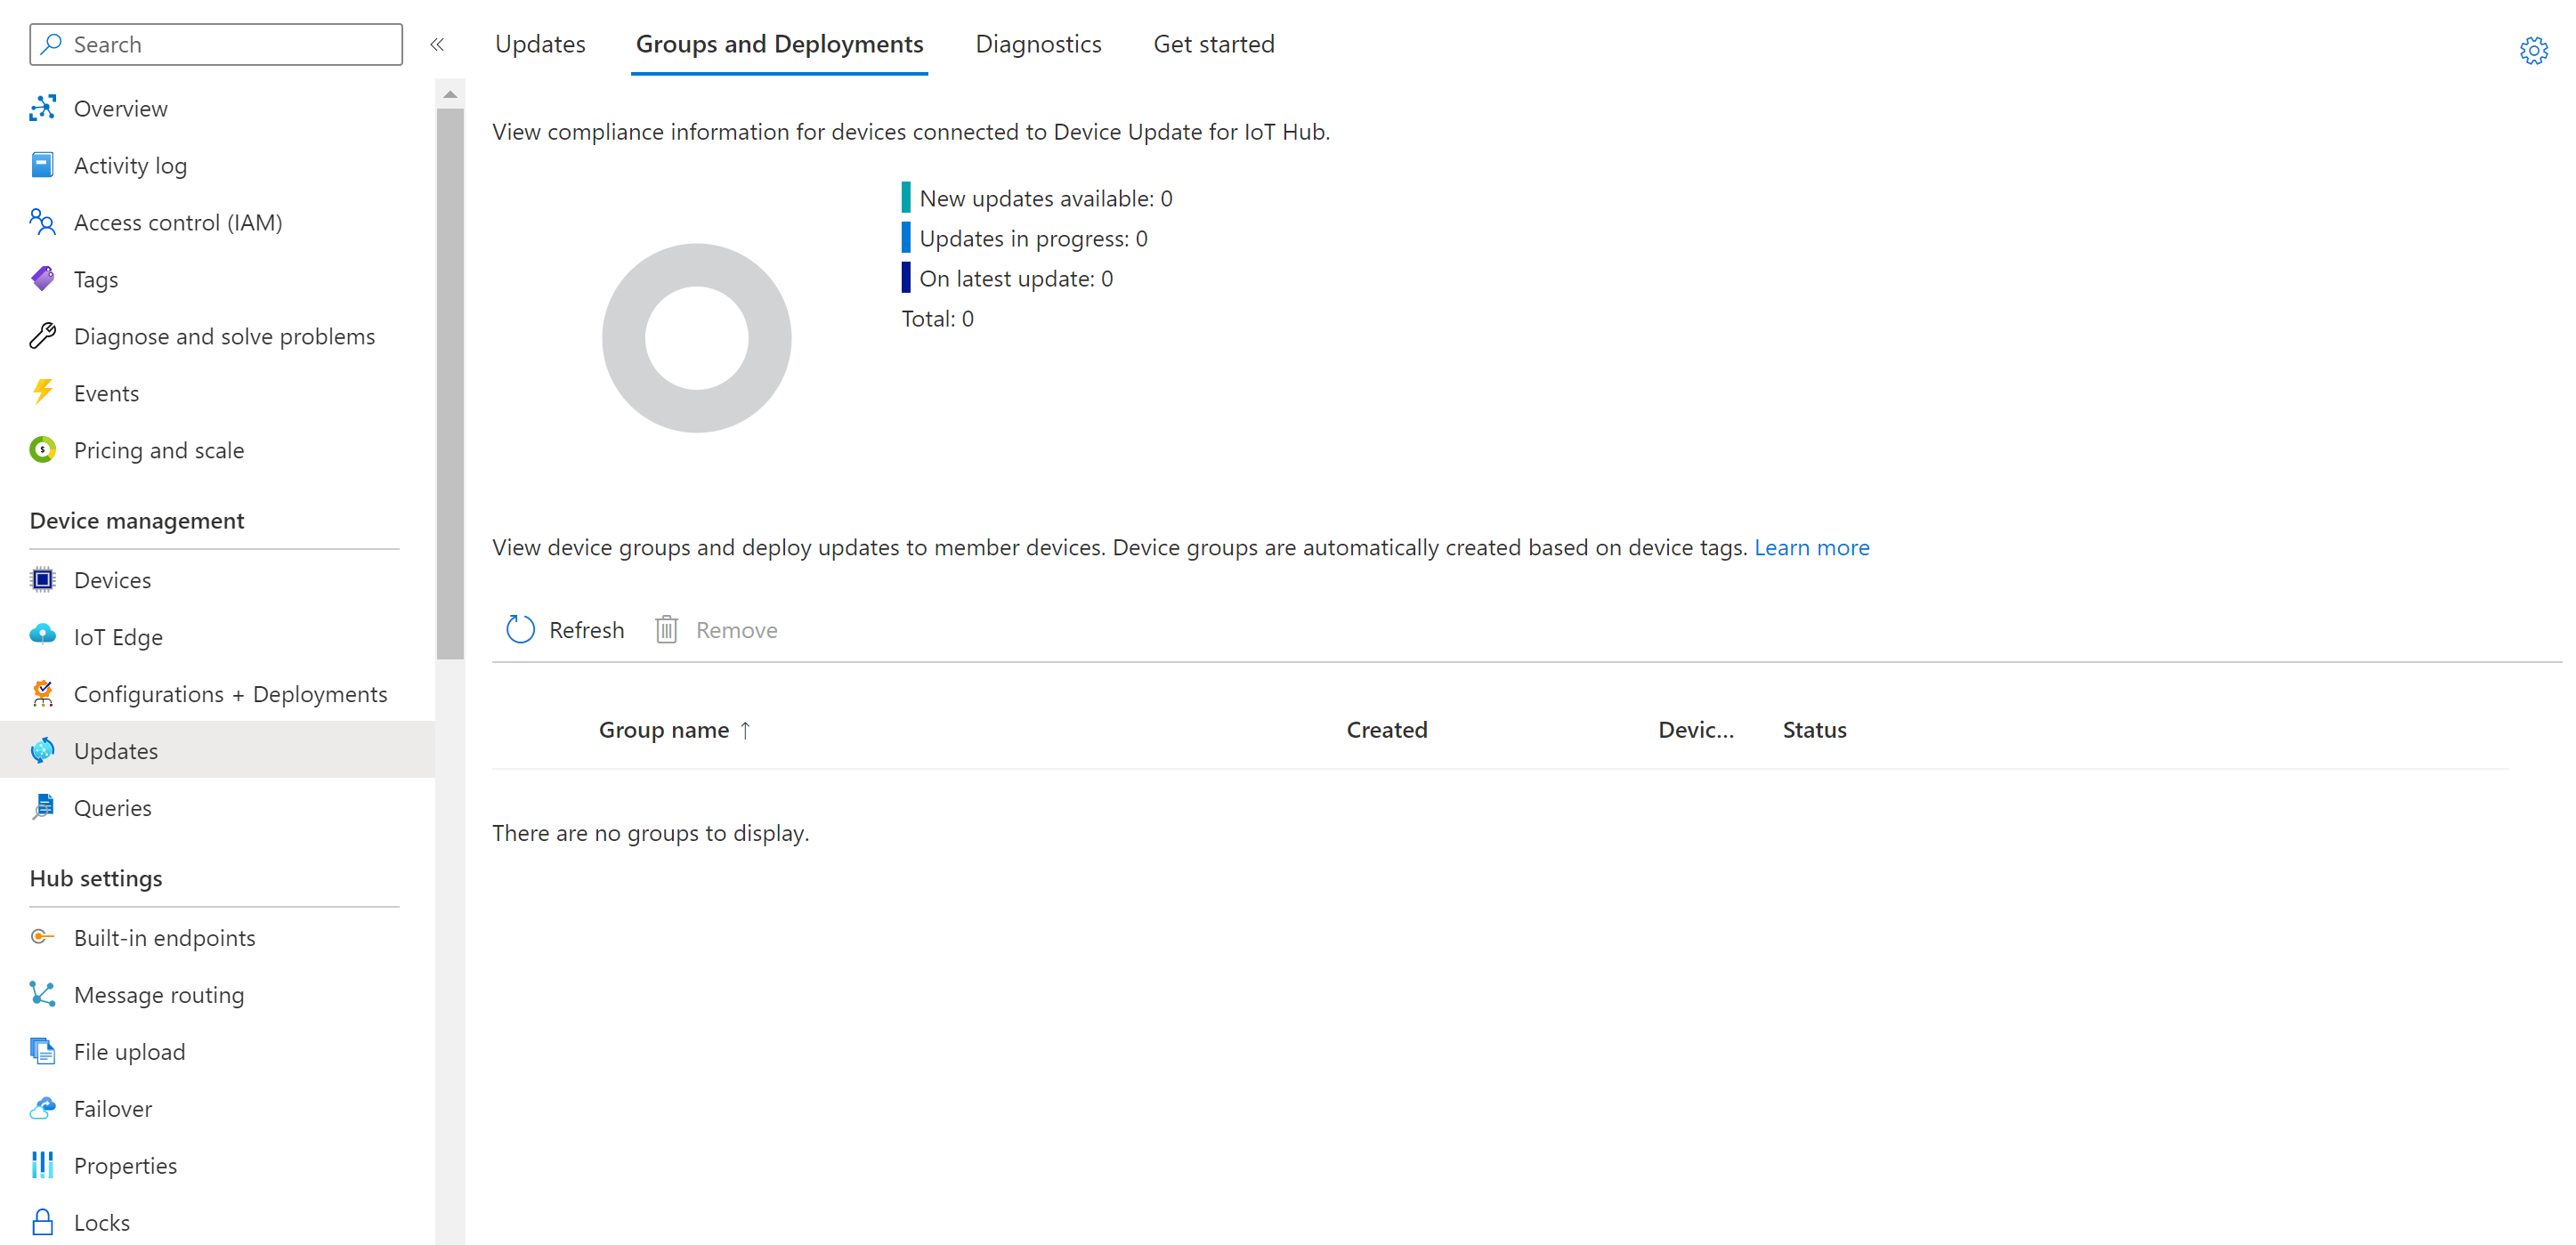 Search
Overview
Activity log
Access control (IAM)
Tags
Diagnose and solve problems
Events
Pricing and scale
Device management
Devices
IoT Edge
Configurations + Deployments
Updates
Queries
Hub settings
Built-in endpoints
Message routing
File upload
Failover
Properties
Locks
Updates Groups and Deployments Diagnostics Get started
View compliance information for devices connected to Device Update for IoT Hub.
New updates available: 0
Updates in progress: 0
On latest update: 0
Total: 0
View device groups and deploy updates to member devices. Device groups are automatically created based on device tags. Learn more
Refresh Remove
Group name ↑ Created Devic... Status
There are no groups to display.